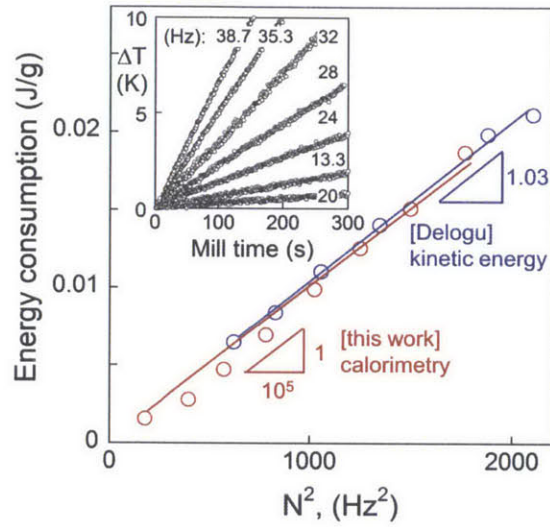 (Hz): 38.7 35.3
10
ΔT
(K)
32
28
5
24
13.3
20
0
0 100 200 300
Mill time (s)
Energy consumption (J/g)
0.02
0.01
0
1.03
[Delogu]
kinetic energy
1
10⁵
[this work]
calorimetry
0 1000 2000
N², (Hz²)